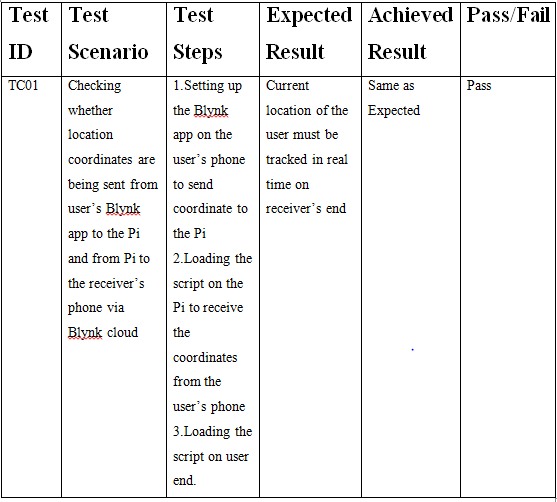 Test ID
Test Scenario
Test Steps
Expected Result
Achieved Result
Pass/Fail
TC01
Checking
whether
location
coordinates are
being sent from
user’s Blynk
app to the Pi
and from Pi to
the receiver’s
phone via
Blynk cloud
1.Setting up
the Blynk
app on the
user’s phone
to send
coordinate to
the Pi
2.Loading the
script on the
Pi to receive
the
coordinates
from the
user’s phone
3.Loading the
script on user
end.
Current
location of the
user must be
tracked in real
time on
receiver’s end
Same as
Expected
Pass